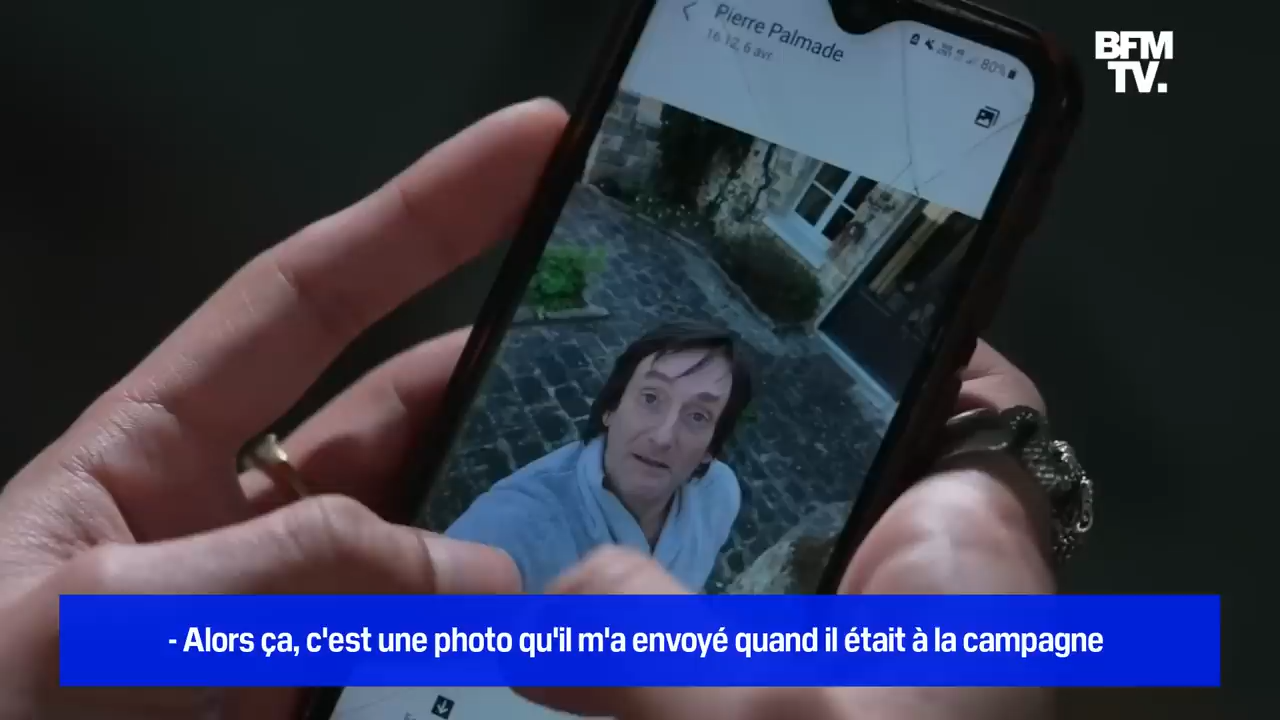 Pierre Palmade
16:12, 6 avr.
80%
BFM
TV.
- Alors ça, c'est une photo qu'il m'a envoyé quand il était à la campagne